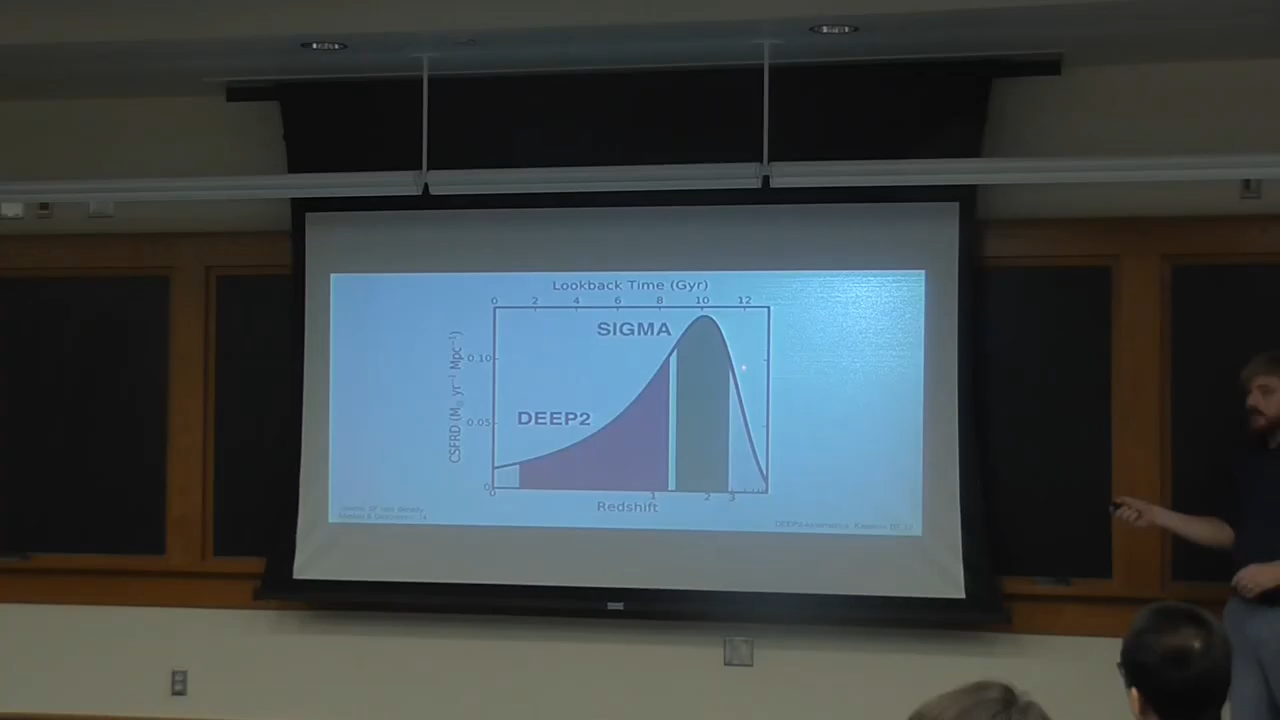 Lookback Time (Gyr)
0 2 4 6 8 10 12
SIGMA
0.10
DEEP2
0.05
CSFRD (M☉ yr⁻¹ Mpc⁻¹)
0
0 1 2 3
Redshift